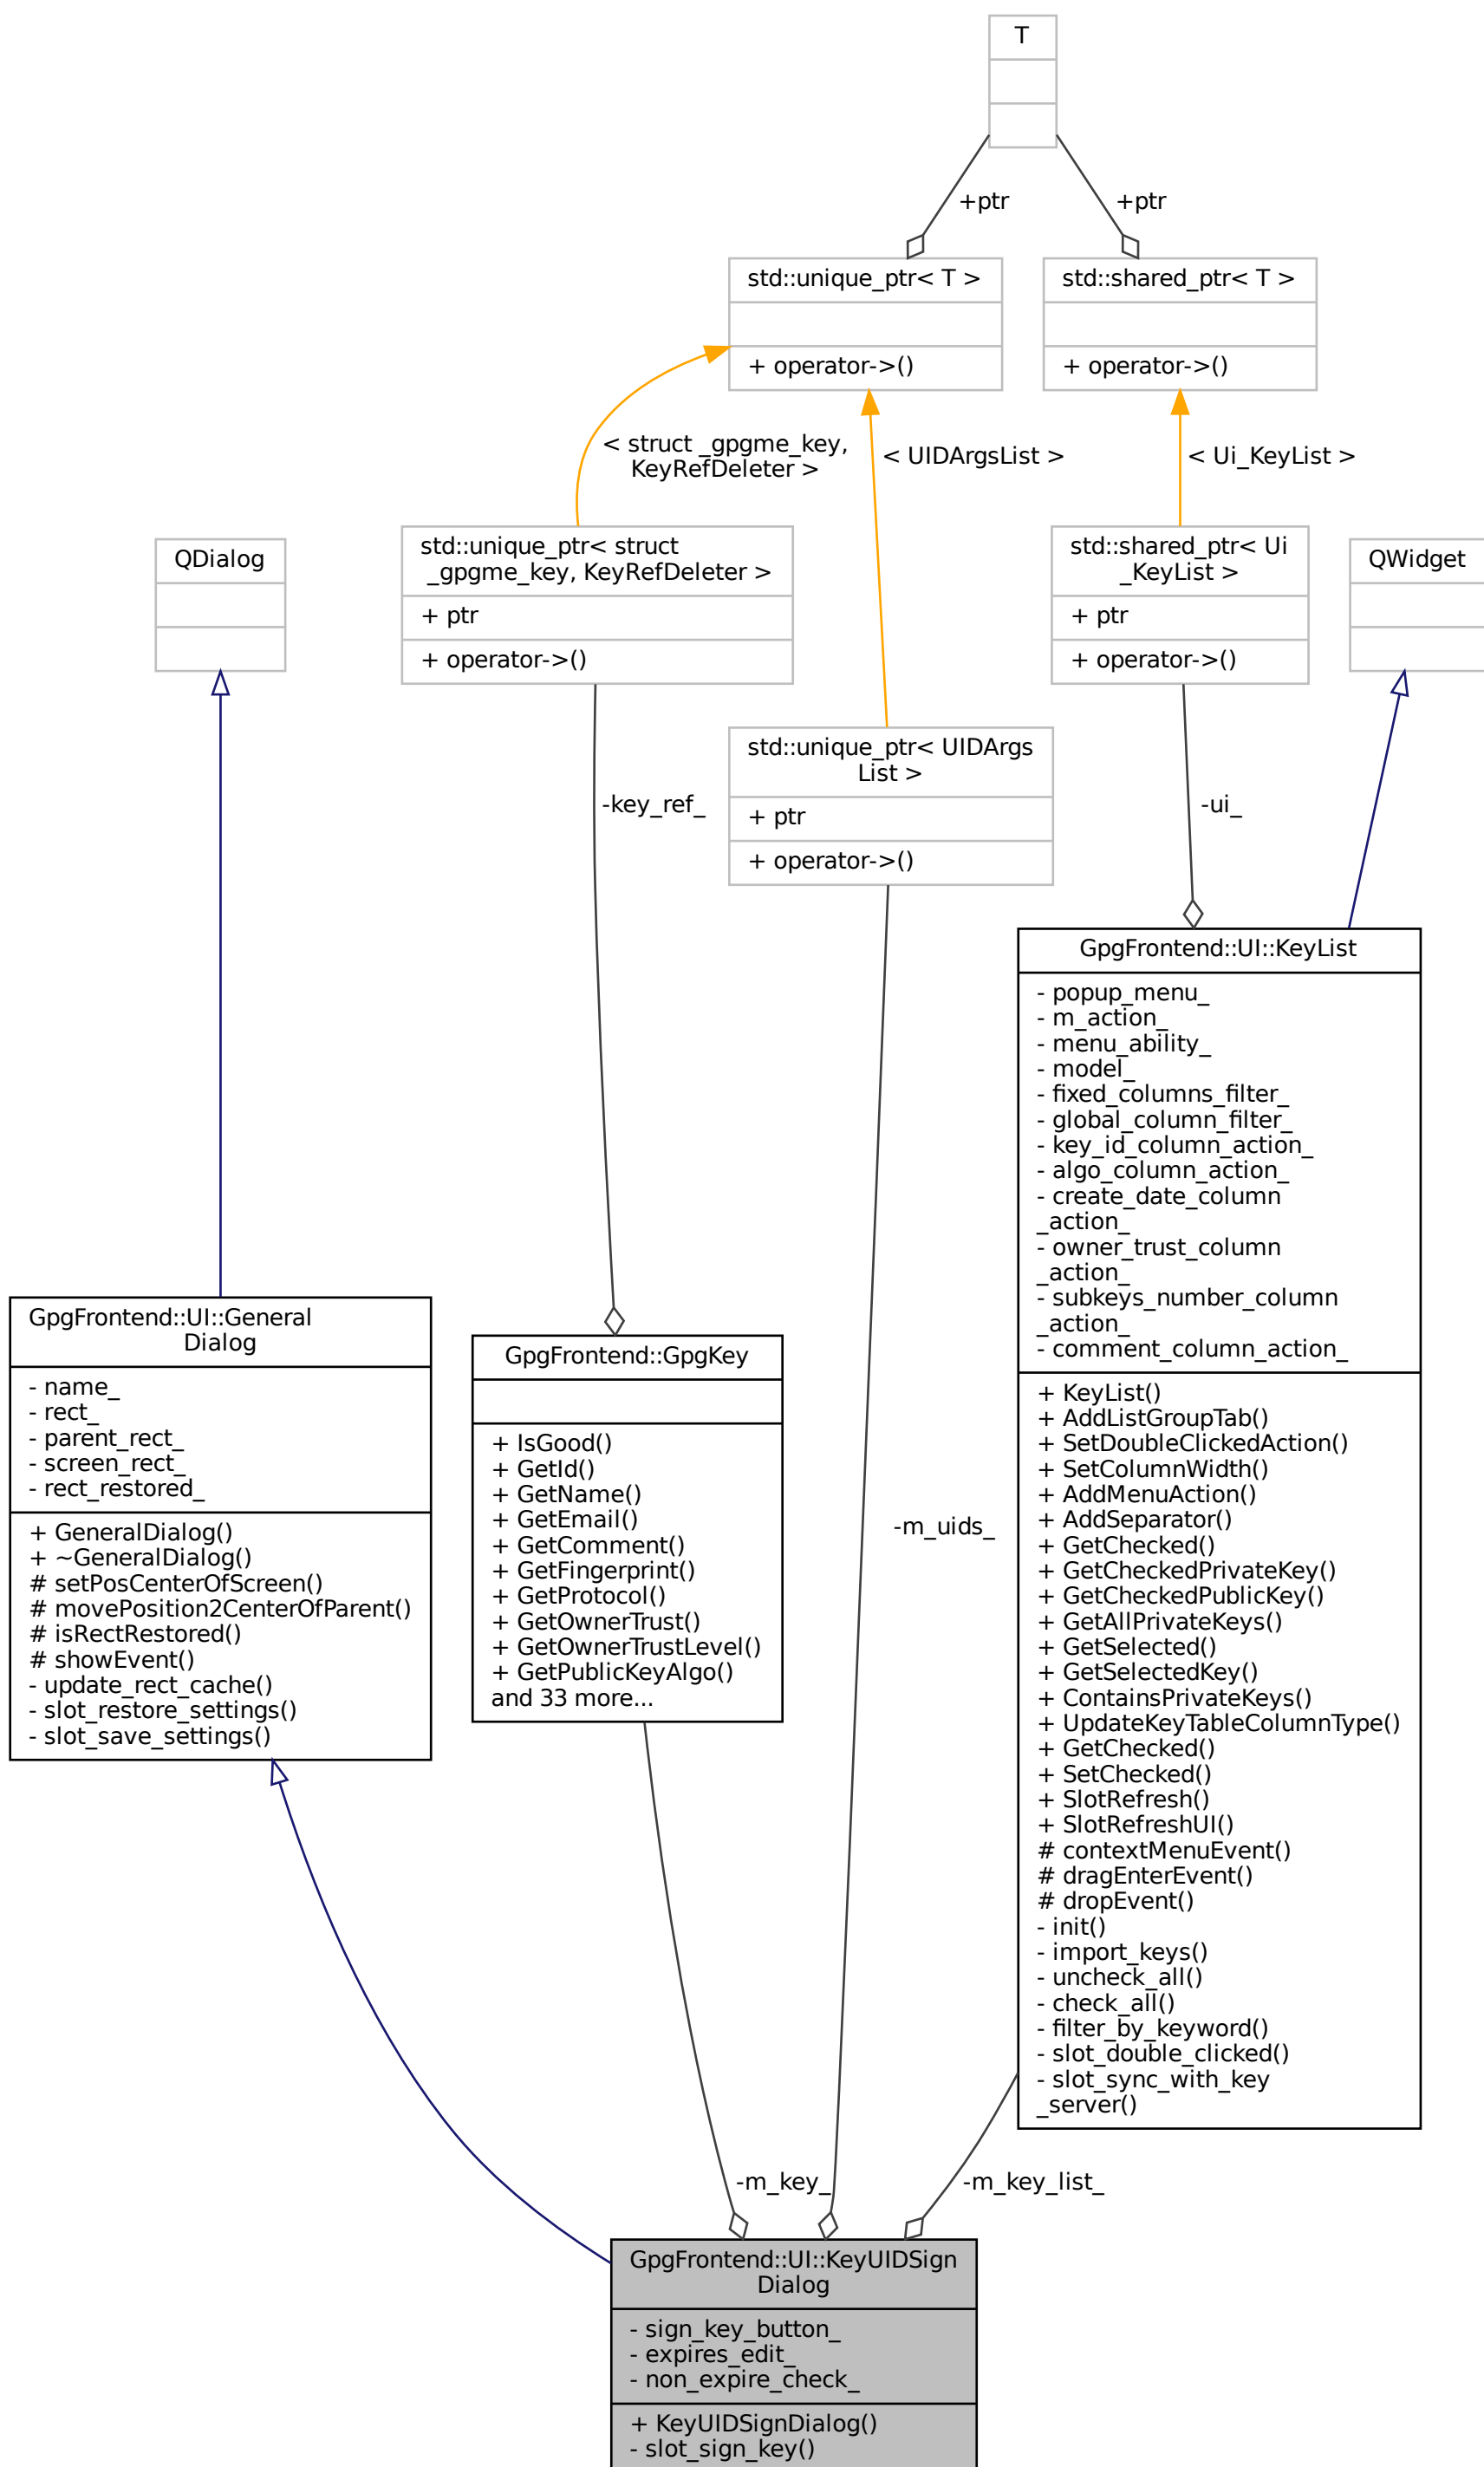 T
+ptr
+ptr
std::unique_ptr< T >
+ operator->()
std::shared_ptr< T >
+ operator->()
< struct _gpgme_key,
KeyRefDeleter >
< UIDArgsList >
< Ui_KeyList >
QDialog
std::unique_ptr< struct
_gpgme_key, KeyRefDeleter >
+ ptr
+ operator->()
std::shared_ptr< Ui
_KeyList >
+ ptr
+ operator->()
QWidget
std::unique_ptr< UIDArgs
List >
+ ptr
+ operator->()
-key_ref_
-ui_
GpgFrontend::UI::KeyList
- popup_menu_
- m_action_
- menu_ability_
- model_
- fixed_columns_filter_
- global_column_filter_
- key_id_column_action_
- algo_column_action_
- create_date_column
_action_
- owner_trust_column
_action_
- subkeys_number_column
_action_
- comment_column_action_
+ KeyList()
+ AddListGroupTab()
+ SetDoubleClickedAction()
+ SetColumnWidth()
+ AddMenuAction()
+ AddSeparator()
+ GetChecked()
+ GetCheckedPrivateKey()
+ GetCheckedPublicKey()
+ GetAllPrivateKeys()
+ GetSelected()
+ GetSelectedKey()
+ ContainsPrivateKeys()
+ UpdateKeyTableColumnType()
+ GetChecked()
+ SetChecked()
+ SlotRefresh()
+ SlotRefreshUI()
# contextMenuEvent()
# dragEnterEvent()
# dropEvent()
- init()
- import_keys()
- uncheck_all()
- check_all()
- filter_by_keyword()
- slot_double_clicked()
- slot_sync_with_key
_server()
GpgFrontend::UI::General
Dialog
- name_
- rect_
- parent_rect_
- screen_rect_
- rect_restored_
+ GeneralDialog()
+ ~GeneralDialog()
# setPosCenterOfScreen()
# movePosition2CenterOfParent()
# isRectRestored()
# showEvent()
- update_rect_cache()
- slot_restore_settings()
- slot_save_settings()
GpgFrontend::GpgKey
+ IsGood()
+ GetId()
+ GetName()
+ GetEmail()
+ GetComment()
+ GetFingerprint()
+ GetProtocol()
+ GetOwnerTrust()
+ GetOwnerTrustLevel()
+ GetPublicKeyAlgo()
and 33 more...
-m_uids_
-m_key_
-m_key_list_
GpgFrontend::UI::KeyUIDSign
Dialog
- sign_key_button_
- expires_edit_
- non_expire_check_
+ KeyUIDSignDialog()
- slot_sign_key()